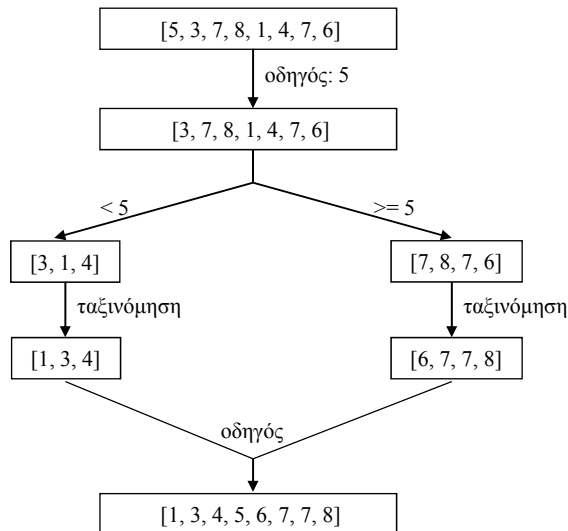 [5, 3, 7, 8, 1, 4, 7, 6]
οδηγός: 5
[3, 7, 8, 1, 4, 7, 6]
< 5
>= 5
[3, 1, 4]
[7, 8, 7, 6]
ταξινόμηση
ταξινόμηση
[1, 3, 4]
[6, 7, 7, 8]
οδηγός
[1, 3, 4, 5, 6, 7, 7, 8]